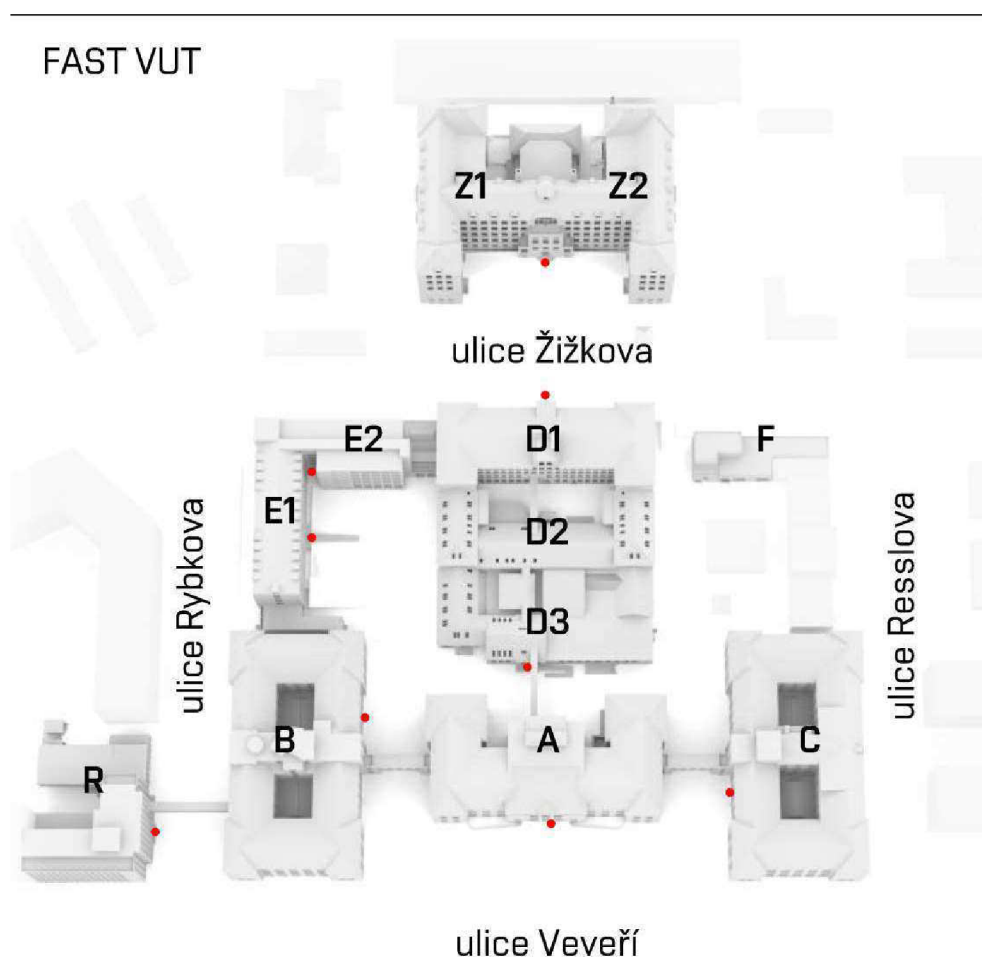 FAST VUT
Z1
Z2
ulice Žižkova
E2
D1
F
E1
D2
D3
ulice Rybkova
ulice Resslova
B
A
C
R
ulice Veveří